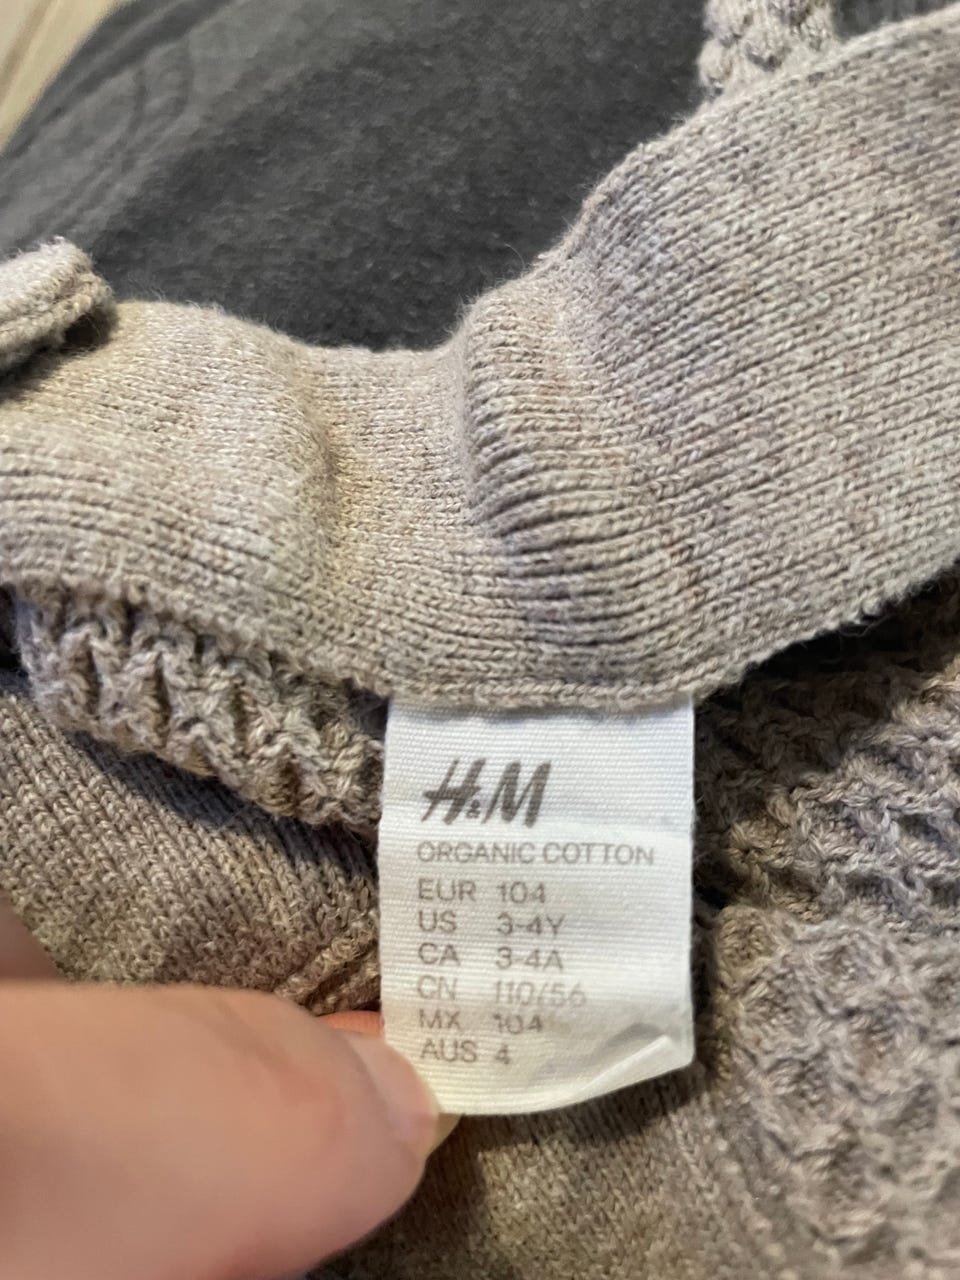 H&M
ORGANIC COTTON
EUR 104
US 3-4Y
CA 3-4A
CN 110/56
MX 104
AUS 4